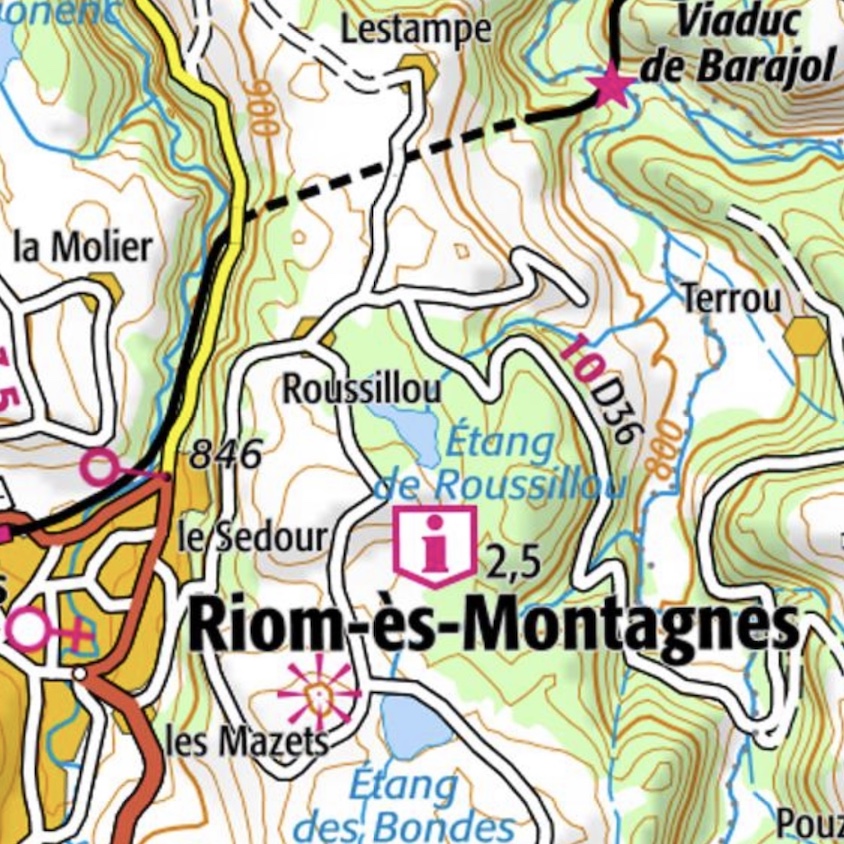 Viaduc
de Barajol
Lestampe
900
la Molier
Terrou
10 D36
Roussillou
Étang
de Roussillou
846
800
le Sedour
2,5
Riom-ès-Montagnes
les Mazets
Étang
des Bondes